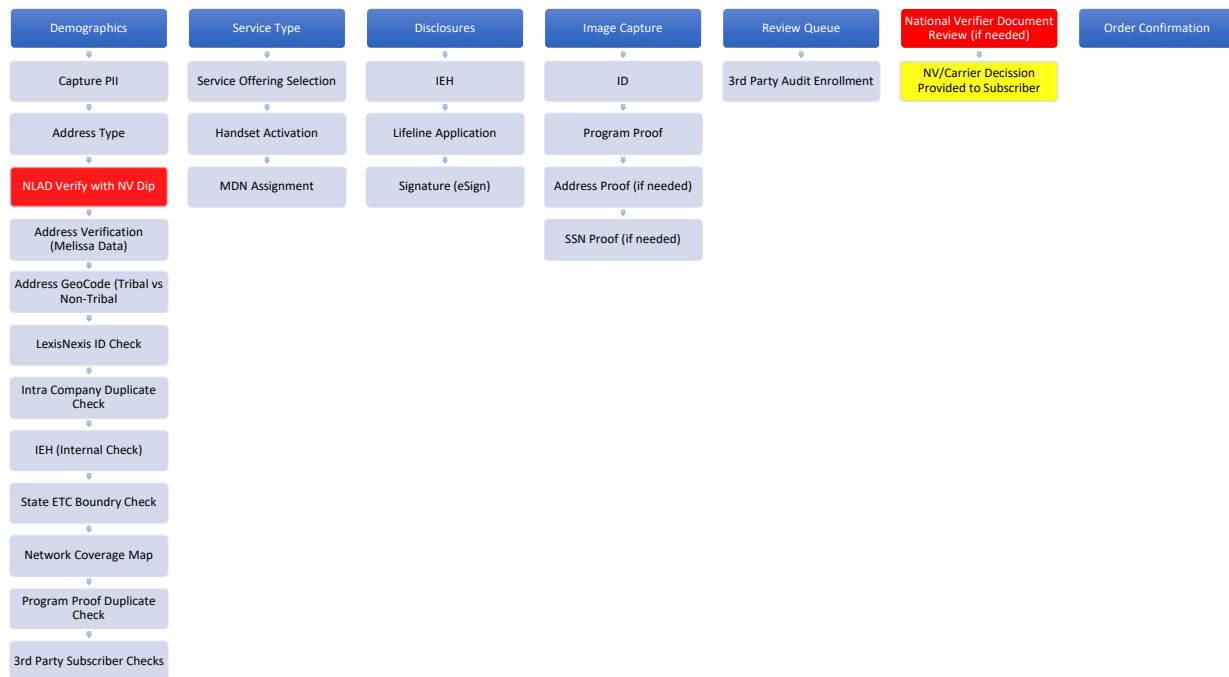 Demographics
Capture PII
Address Type
NLAD Verify with NV Dip
Address Verification
(Melissa Data)
Address GeoCode (Tribal vs
Non-Tribal
LexisNexis ID Check
Intra Company Duplicate
Check
IEH (Internal Check)
State ETC Boundry Check
Network Coverage Map
Program Proof Duplicate
Check
3rd Party Subscriber Checks
Service Type
Service Offering Selection
Handset Activation
MDN Assignment
Disclosures
IEH
Lifeline Application
Signature (eSign)
Image Capture
ID
Program Proof
Address Proof (if needed)
SSN Proof (if needed)
Review Queue
3rd Party Audit Enrollment
National Verifier Document
Review (if needed)
NV/Carrier Decission
Provided to Subscriber
Order Confirmation